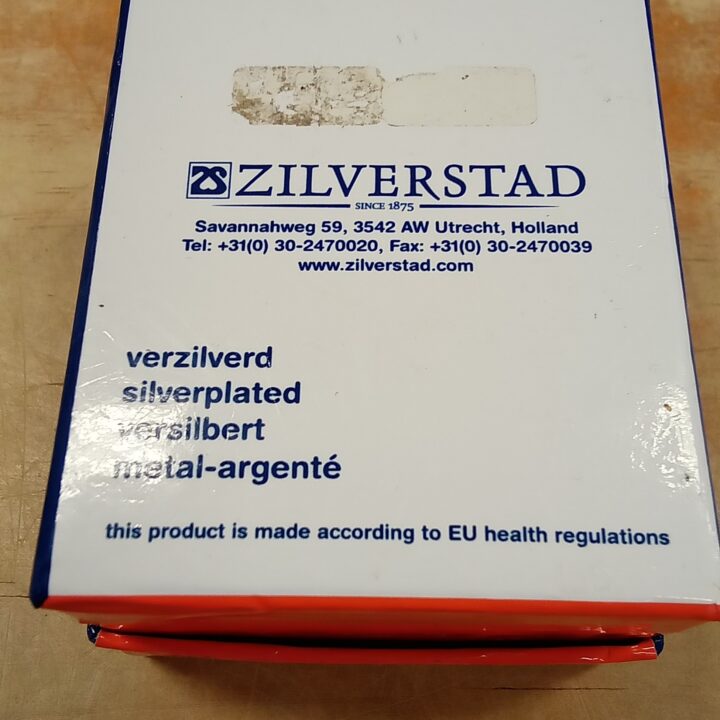 ZILVERSTAD
SINCE 1875
Savannahweg 59, 3542 AW Utrecht, Holland
Tel: +31(0) 30-2470020, Fax: +31(0) 30-2470039
www.zilverstad.com
verzilverd
silverplated
versilbert
metal-argenté
this product is made according to EU health regulations